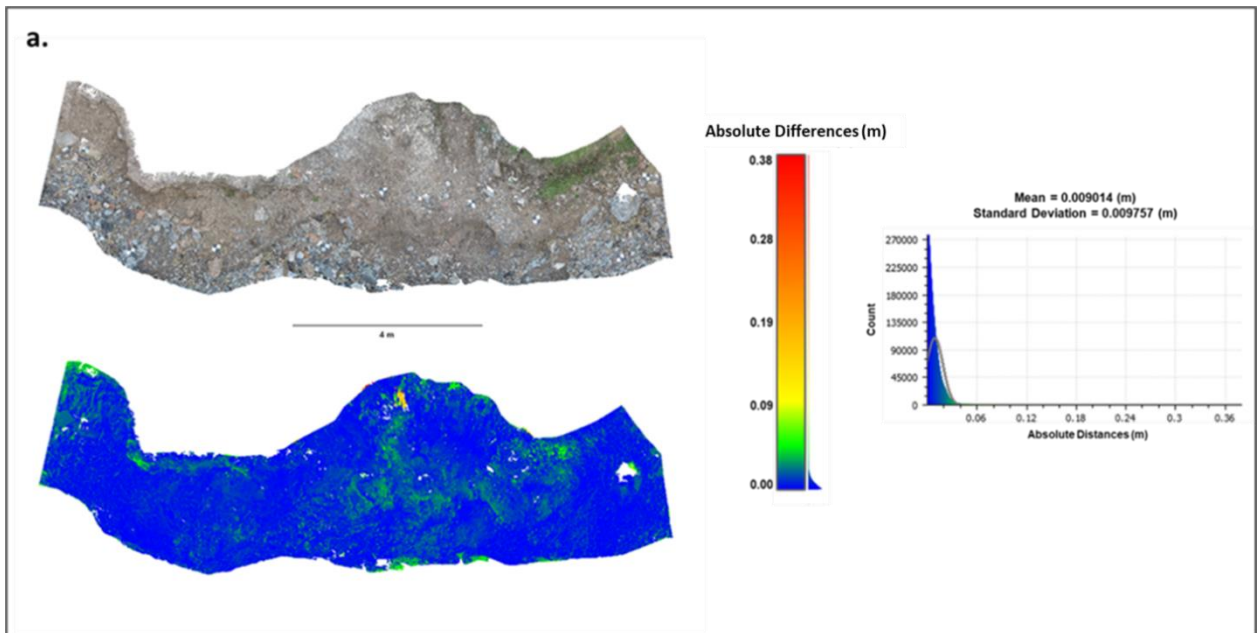 a.
4 m
Absolute Differences (m)
0.38
0.28
0.19
0.09
0.00
Mean = 0.009014 (m)
Standard Deviation = 0.009757 (m)
Count
270000
225000
180000
135000
90000
45000
0
0.06 0.12 0.18 0.24 0.3 0.36
Absolute Distances (m)